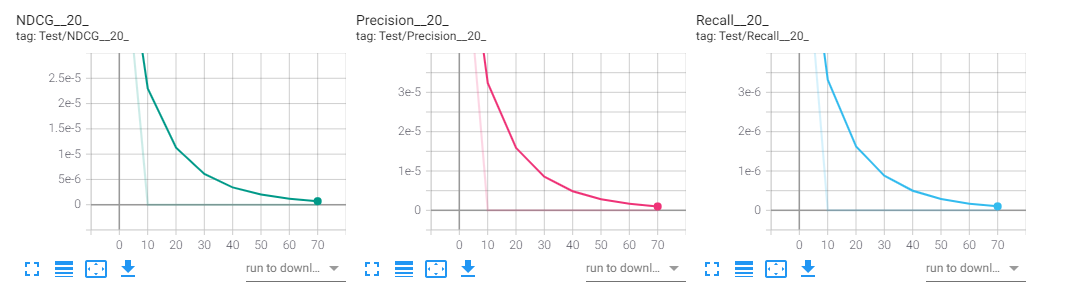 NDCG__20_
tag: Test/NDCG__20_
2.5e-5
2e-5
1.5e-5
1e-5
5e-6
0
0 10 20 30 40 50 60 70
run to downl...
Precision__20_
tag: Test/Precision__20_
3e-5
2e-5
1e-5
0
0 10 20 30 40 50 60 70
run to downl...
Recall__20_
tag: Test/Recall__20_
3e-6
2e-6
1e-6
0
0 10 20 30 40 50 60 70
run to downl...